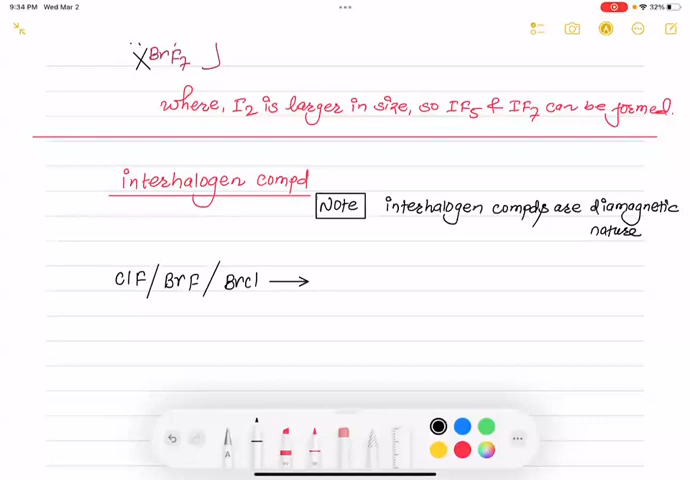 9:34 PM Wed Mar 2
32%
BrF7
where, I2 is larger in size, so IF5 & IF7 can be formed.
interhalogen compd
Note interhalogen compds are diamagnetic
nature
ClF/BrF/BrCl →
A